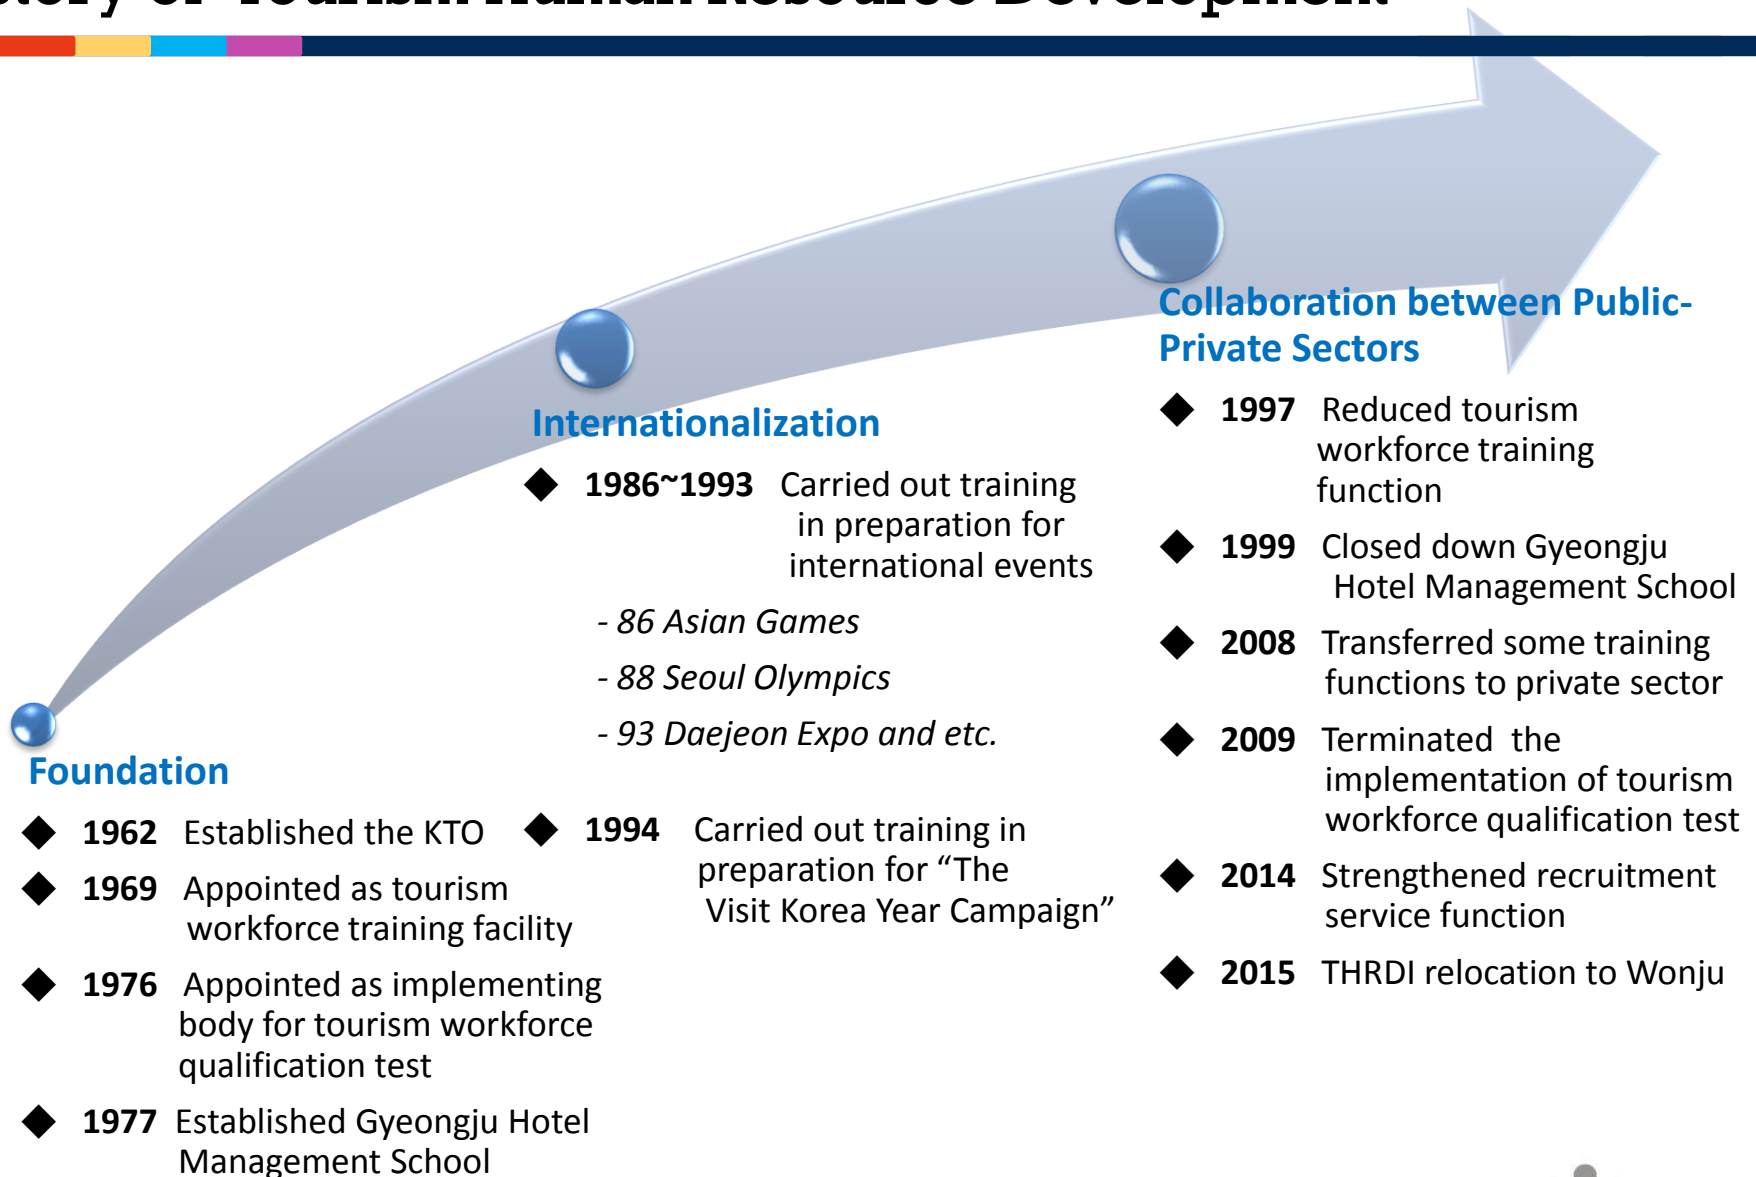 Tourism Human Resource Development
Foundation
◆ 1962 Established the KTO
◆ 1969 Appointed as tourism
workforce training facility
◆ 1976 Appointed as implementing
body for tourism workforce
qualification test
◆ 1977 Established Gyeongju Hotel
Management School
Internationalization
◆ 1986~1993 Carried out training
in preparation for
international events
- 86 Asian Games
- 88 Seoul Olympics
- 93 Daejeon Expo and etc.
◆ 1994 Carried out training in
preparation for “The
Visit Korea Year Campaign”
Collaboration between Public-
Private Sectors
◆ 1997 Reduced tourism
workforce training
function
◆ 1999 Closed down Gyeongju
Hotel Management School
◆ 2008 Transferred some training
functions to private sector
◆ 2009 Terminated the
implementation of tourism
workforce qualification test
◆ 2014 Strengthened recruitment
service function
◆ 2015 THRDI relocation to Wonju